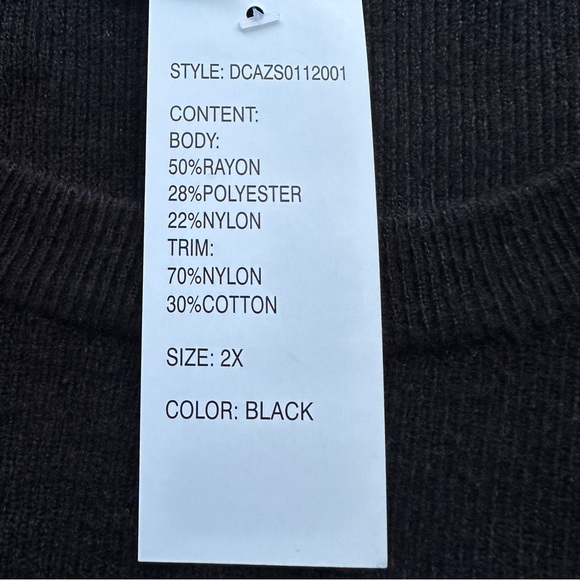 STYLE: DCAZS0112001
CONTENT:
BODY:
50%RAYON
28%POLYESTER
22%NYLON
TRIM:
70%NYLON
30%COTTON
SIZE: 2X
COLOR: BLACK